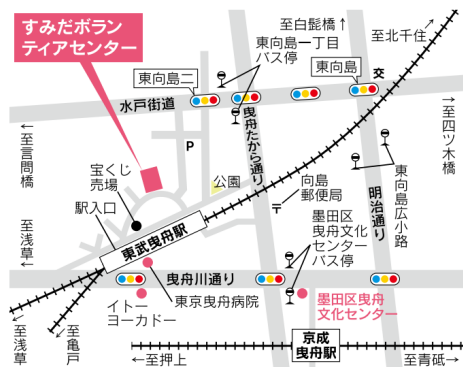 すみだボラン
ティアセンター
至白髭橋↑
至北千住
東向島一丁目
バス停
東向島二
東向島
交
水戸街道
←至言問橋
P
曳舟たから通り
→至四ツ木橋
宝くじ
売場
公園
向島
郵便局
〒
明治通り
東向島広小路
駅入口
東武曳舟駅
墨田区
曳舟文化
センター
バス停
←至浅草
曳舟川通り
イトー
ヨーカドー
東京曳舟病院
墨田区曳舟
文化センター
至浅草
至亀戸
←至押上
京成
曳舟駅
至青砥→